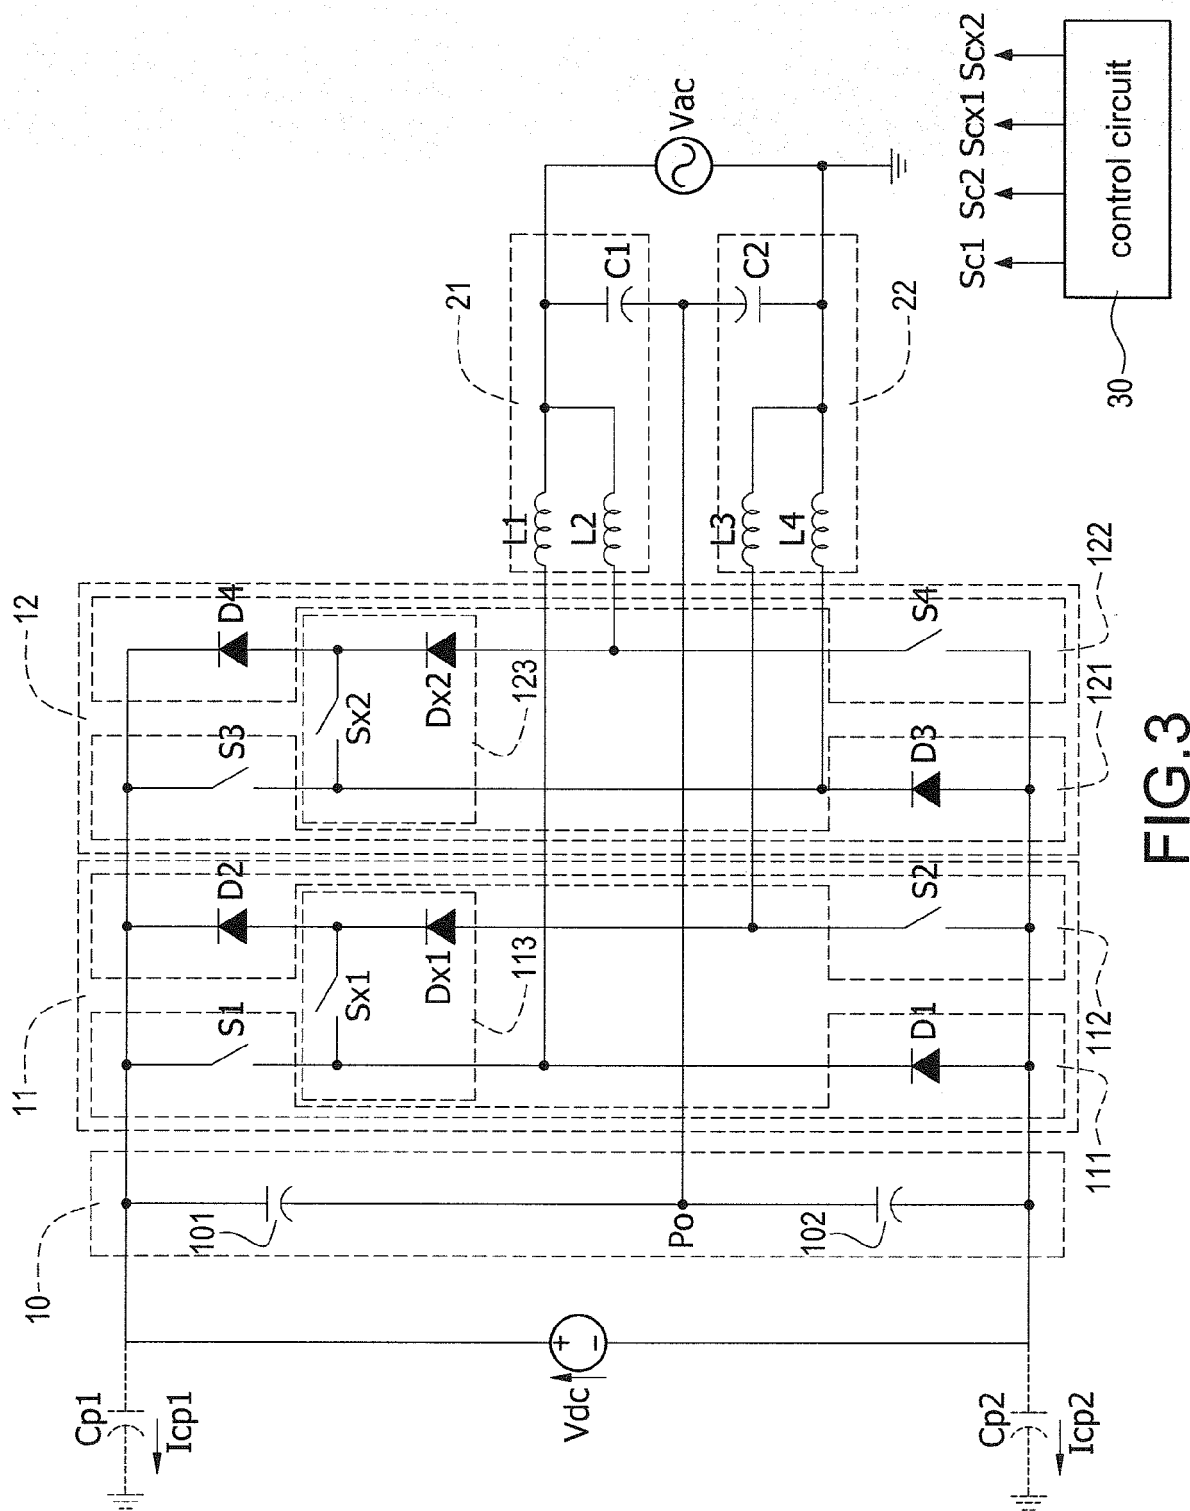 Cp1
Icp1
Cp2
Icp2
Vdc
+
−
10
101
102
Po
11
S1
D2
Sx1
Dx1
113
D1
S2
111
112
12
S3
D4
Sx2
Dx2
123
D3
S4
121
122
L1
L2
L3
L4
21
C1
C2
22
Vac
Sc1
Sc2
Scx1
Scx2
control circuit
30
FIG.3